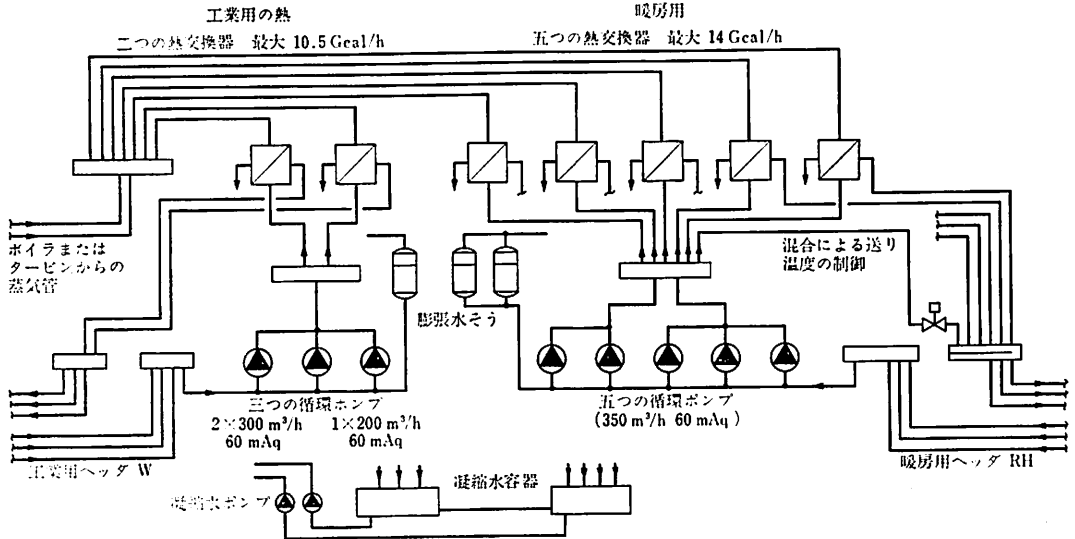 工業用の熱
二つの熱交換器 最大 10.5 Gcal/h
暖房用
五つの熱交換器 最大 14 Gcal/h
ボイラまたは
タービンからの
蒸気管
膨張水そう
混合による送り
温度の制御
三つの循環ポンプ
2×300 m³/h 1×200 m³/h
60 mAq 60 mAq
五つの循環ポンプ
(350 m³/h 60 mAq)
工業用ヘッダ W
暖房用ヘッダ RH
凝縮水ポンプ
凝縮水容器